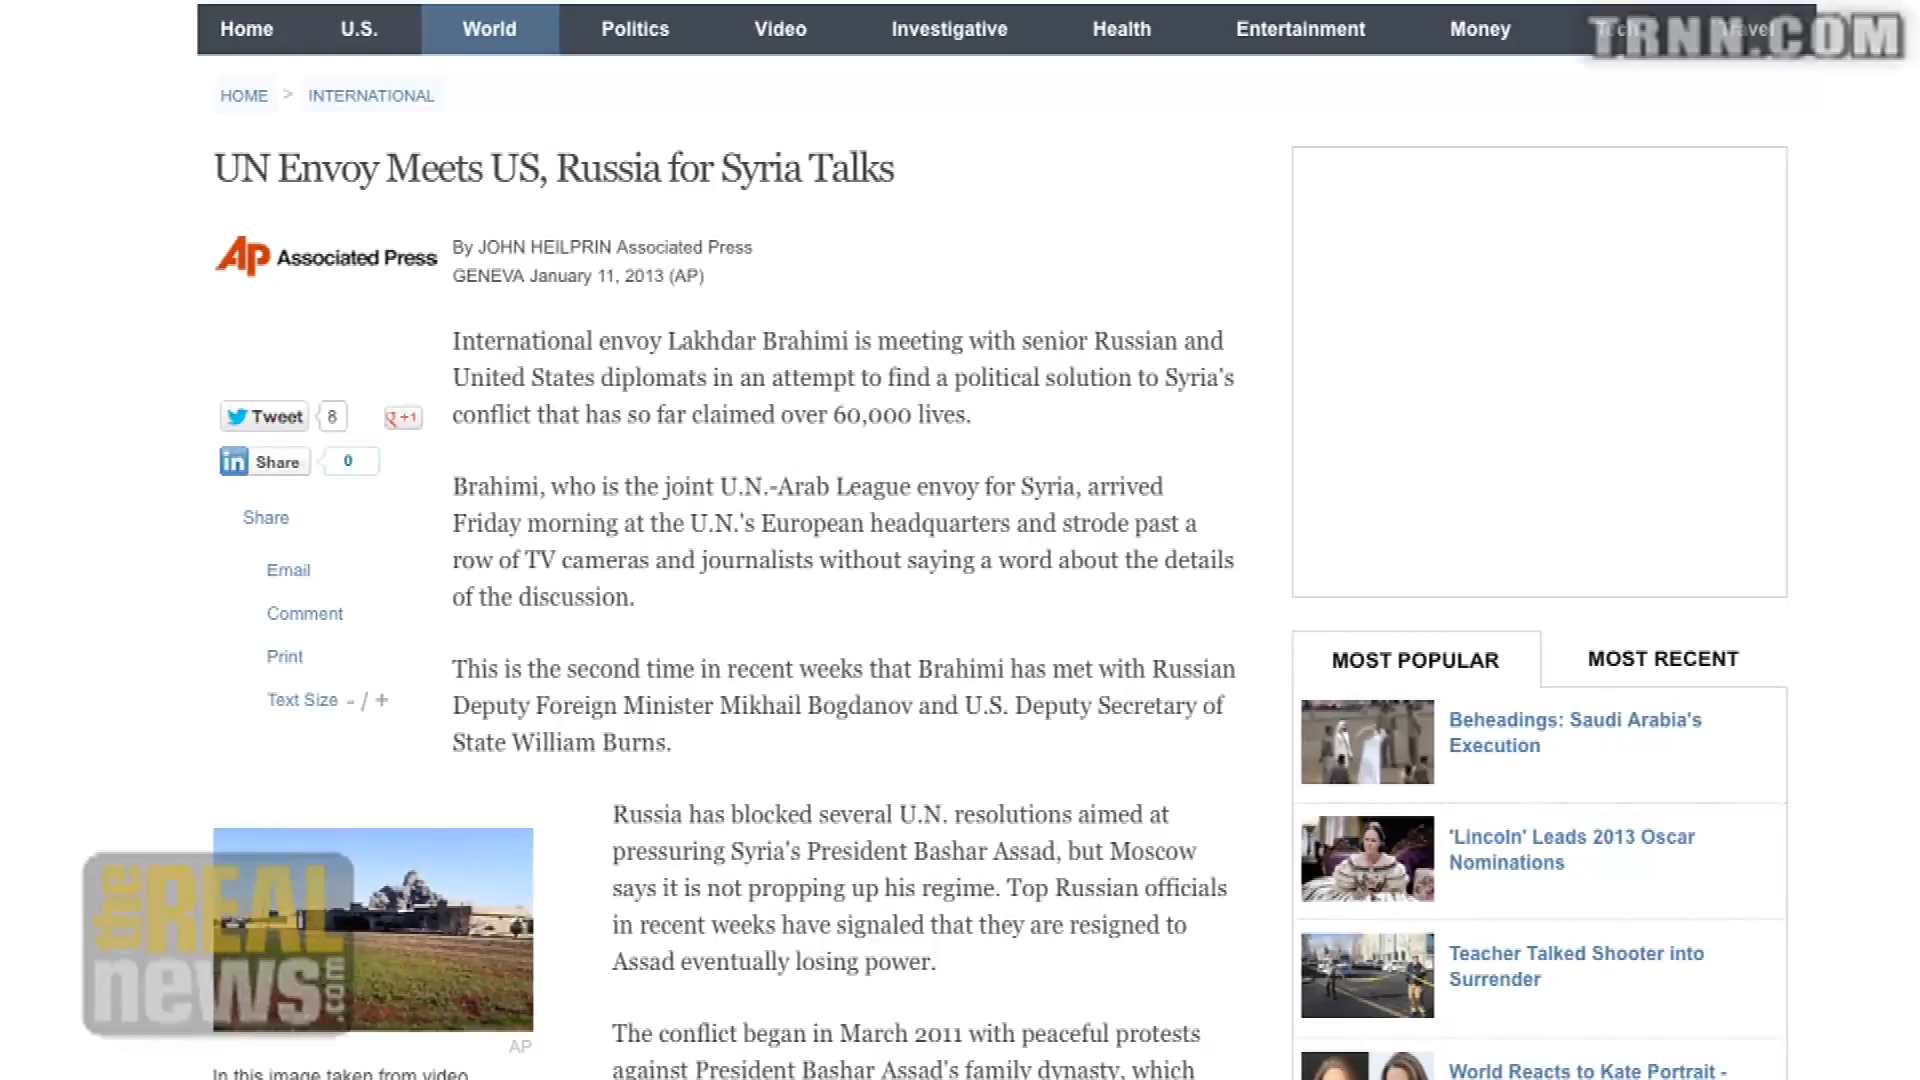 Home U.S. World Politics Video Investigative Health Entertainment Money Tech Travel
TRNN.COM
HOME > INTERNATIONAL
UN Envoy Meets US, Russia for Syria Talks
AP Associated Press
By JOHN HEILPRIN Associated Press
GENEVA January 11, 2013 (AP)
Tweet 8 +1
in Share 0
Share
Email
Comment
Print
Text Size - / +
International envoy Lakhdar Brahimi is meeting with senior Russian and
United States diplomats in an attempt to find a political solution to Syria's
conflict that has so far claimed over 60,000 lives.
Brahimi, who is the joint U.N.-Arab League envoy for Syria, arrived
Friday morning at the U.N.'s European headquarters and strode past a
row of TV cameras and journalists without saying a word about the details
of the discussion.
This is the second time in recent weeks that Brahimi has met with Russian
Deputy Foreign Minister Mikhail Bogdanov and U.S. Deputy Secretary of
State William Burns.
Russia has blocked several U.N. resolutions aimed at
pressuring Syria's President Bashar Assad, but Moscow
says it is not propping up his regime. Top Russian officials
in recent weeks have signaled that they are resigned to
Assad eventually losing power.
The conflict began in March 2011 with peaceful protests
against President Bashar Assad's family dynasty, which
the REAL
news.com
AP
In this image taken from video
MOST POPULAR MOST RECENT
Beheadings: Saudi Arabia's
Execution
'Lincoln' Leads 2013 Oscar
Nominations
Teacher Talked Shooter into
Surrender
World Reacts to Kate Portrait -